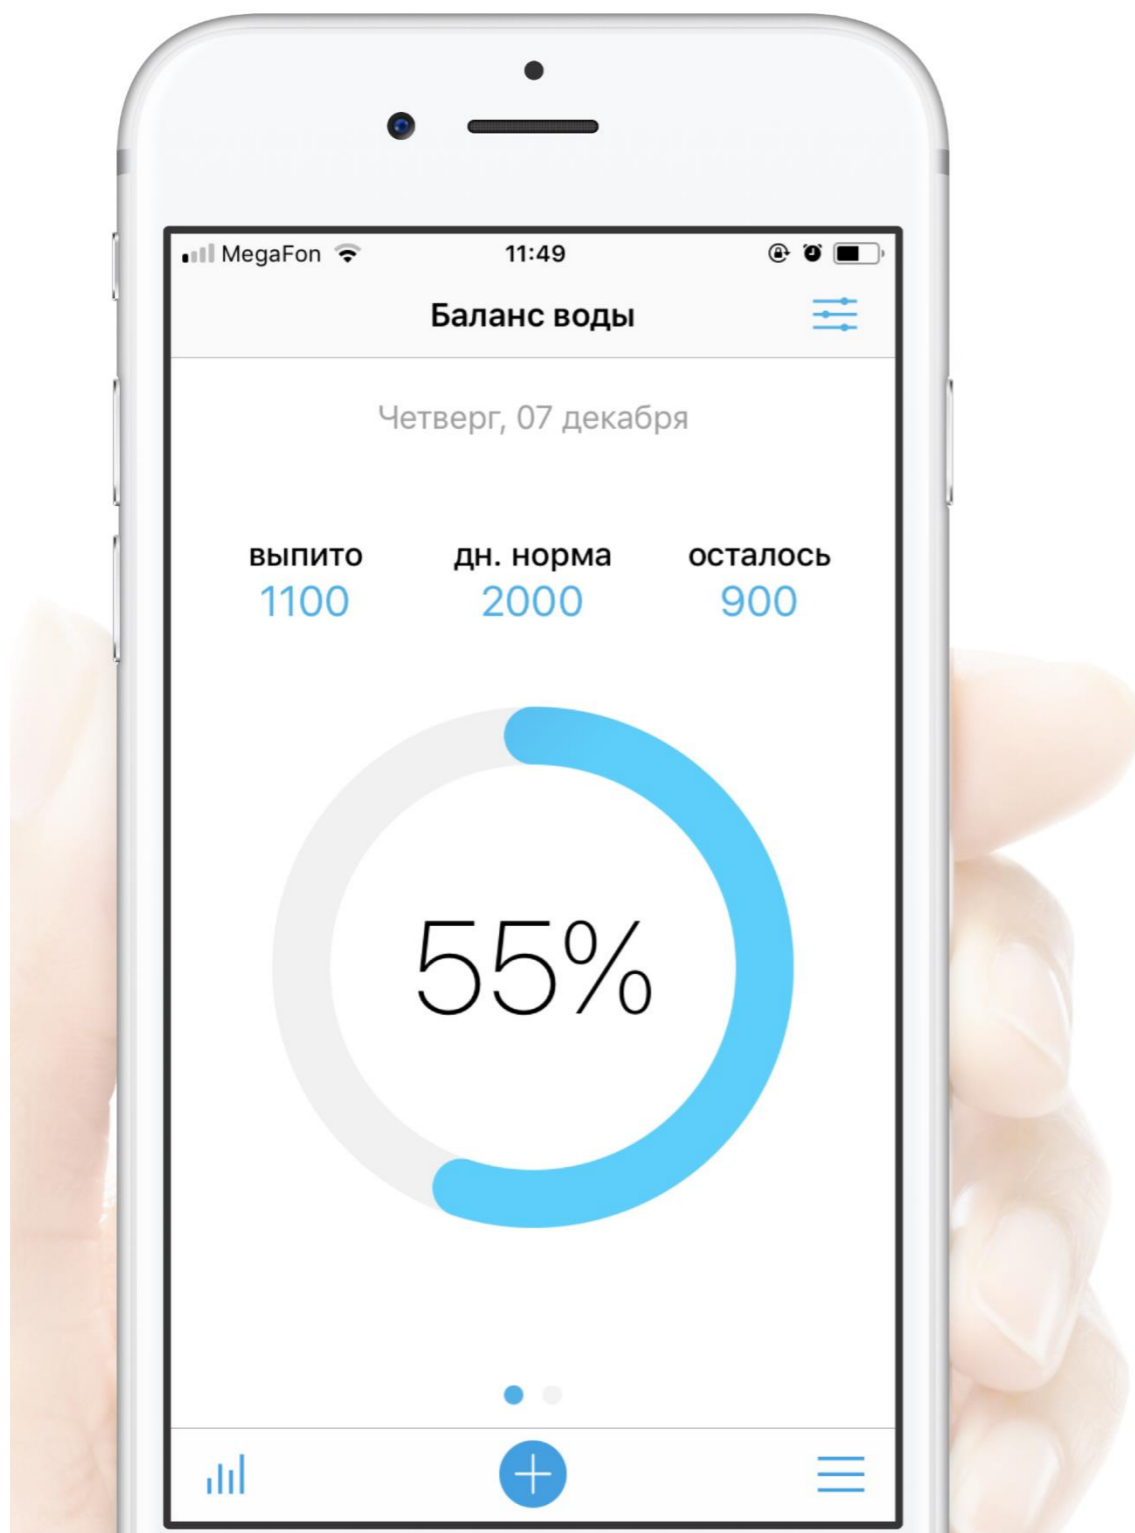 MegaFon 11:49
Баланс воды
Четверг, 07 декабря
выпито дн. норма осталось
1100 2000 900
55%